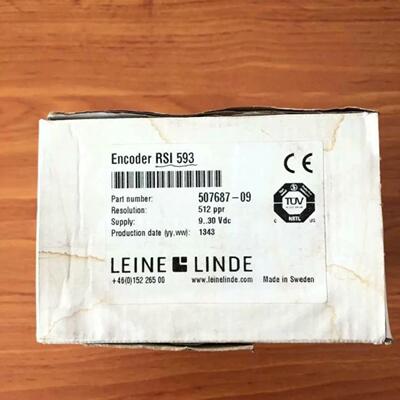 Encoder RSI 593
Part number: 507687-09
Resolution: 512 ppr
Supply: 9..30 Vdc
Production date (yy,ww): 1343
CE
TÜV
C NRTL US
LEINE LINDE
+46(0)152 265 00 www.leinelinde.com Made in Sweden